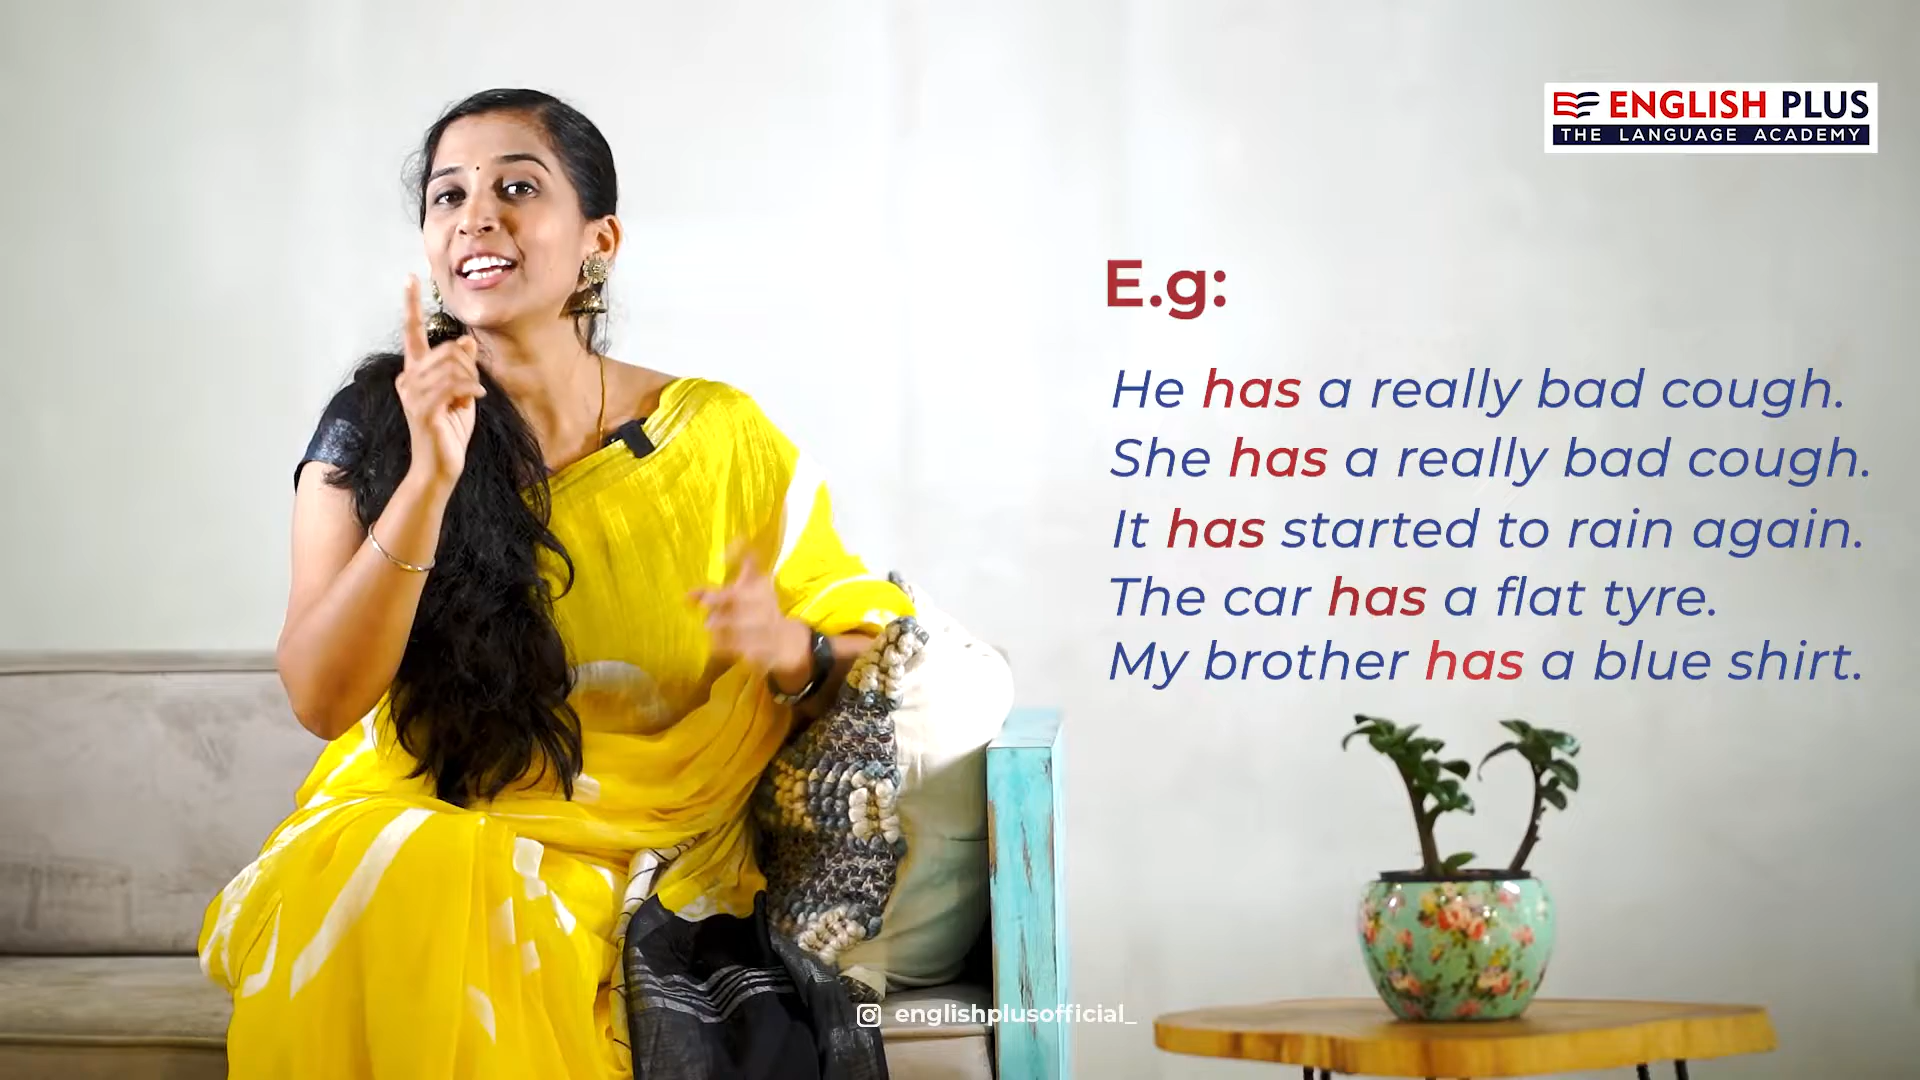 ENGLISH PLUS
THE LANGUAGE ACADEMY
E.g:
He has a really bad cough.
She has a really bad cough.
It has started to rain again.
The car has a flat tyre.
My brother has a blue shirt.
englishplusofficial_